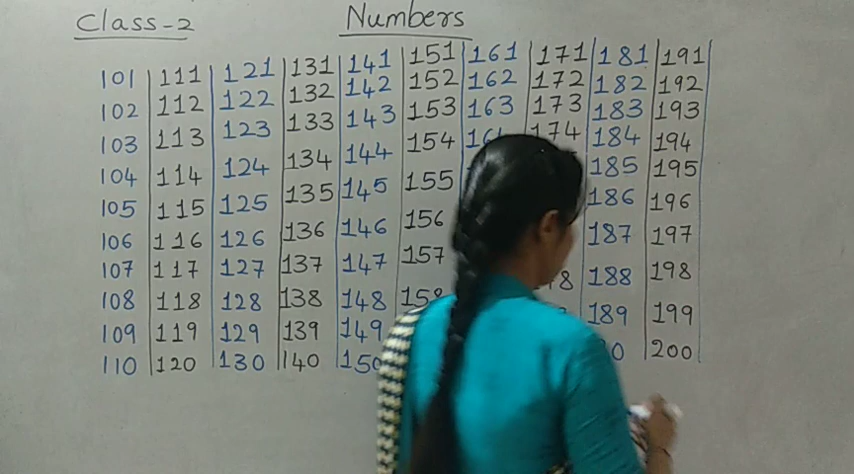 Class-2 Numbers
101 111 121 131 141 151 161 171 181 191
102 112 122 132 142 152 162 172 182 192
103 113 123 133 143 153 163 173 183 193
104 114 124 134 144 154 174 184 194
105 115 125 135 145 155 185 195
106 116 126 136 146 156 186 196
107 117 127 137 147 157 187 197
108 118 128 138 148 158 188 198
109 119 129 139 149 189 199
110 120 130 140 150 200